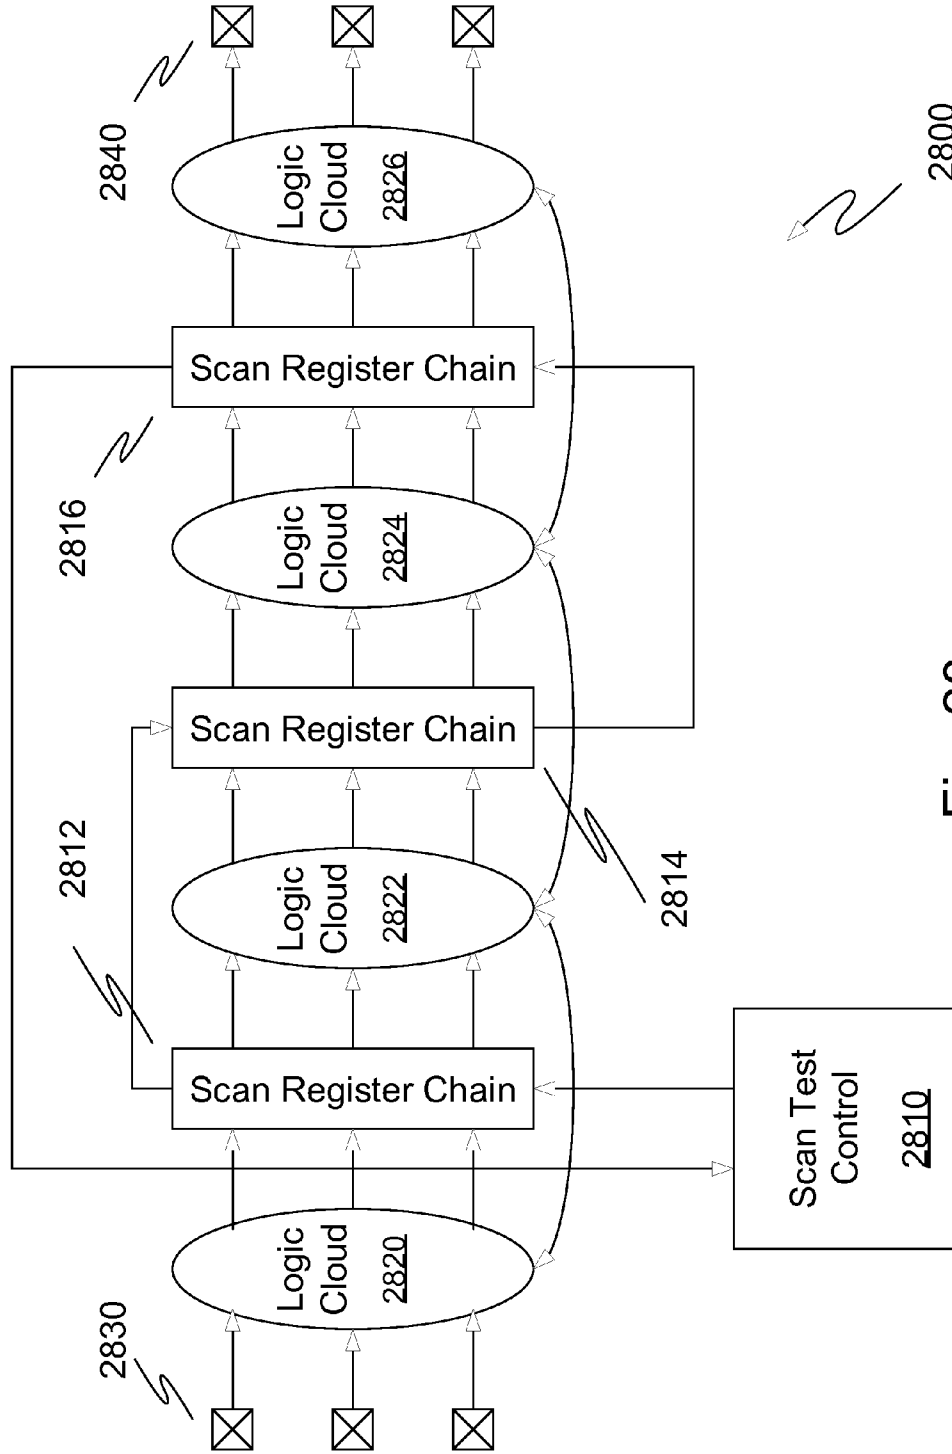 2840
Logic
Cloud
2826
2800
Scan Register Chain
2816
Logic
Cloud
2824
Scan Register Chain
2812
Logic
Cloud
2822
2814
Scan Register Chain
Scan Test
Control
2810
Logic
Cloud
2820
2830